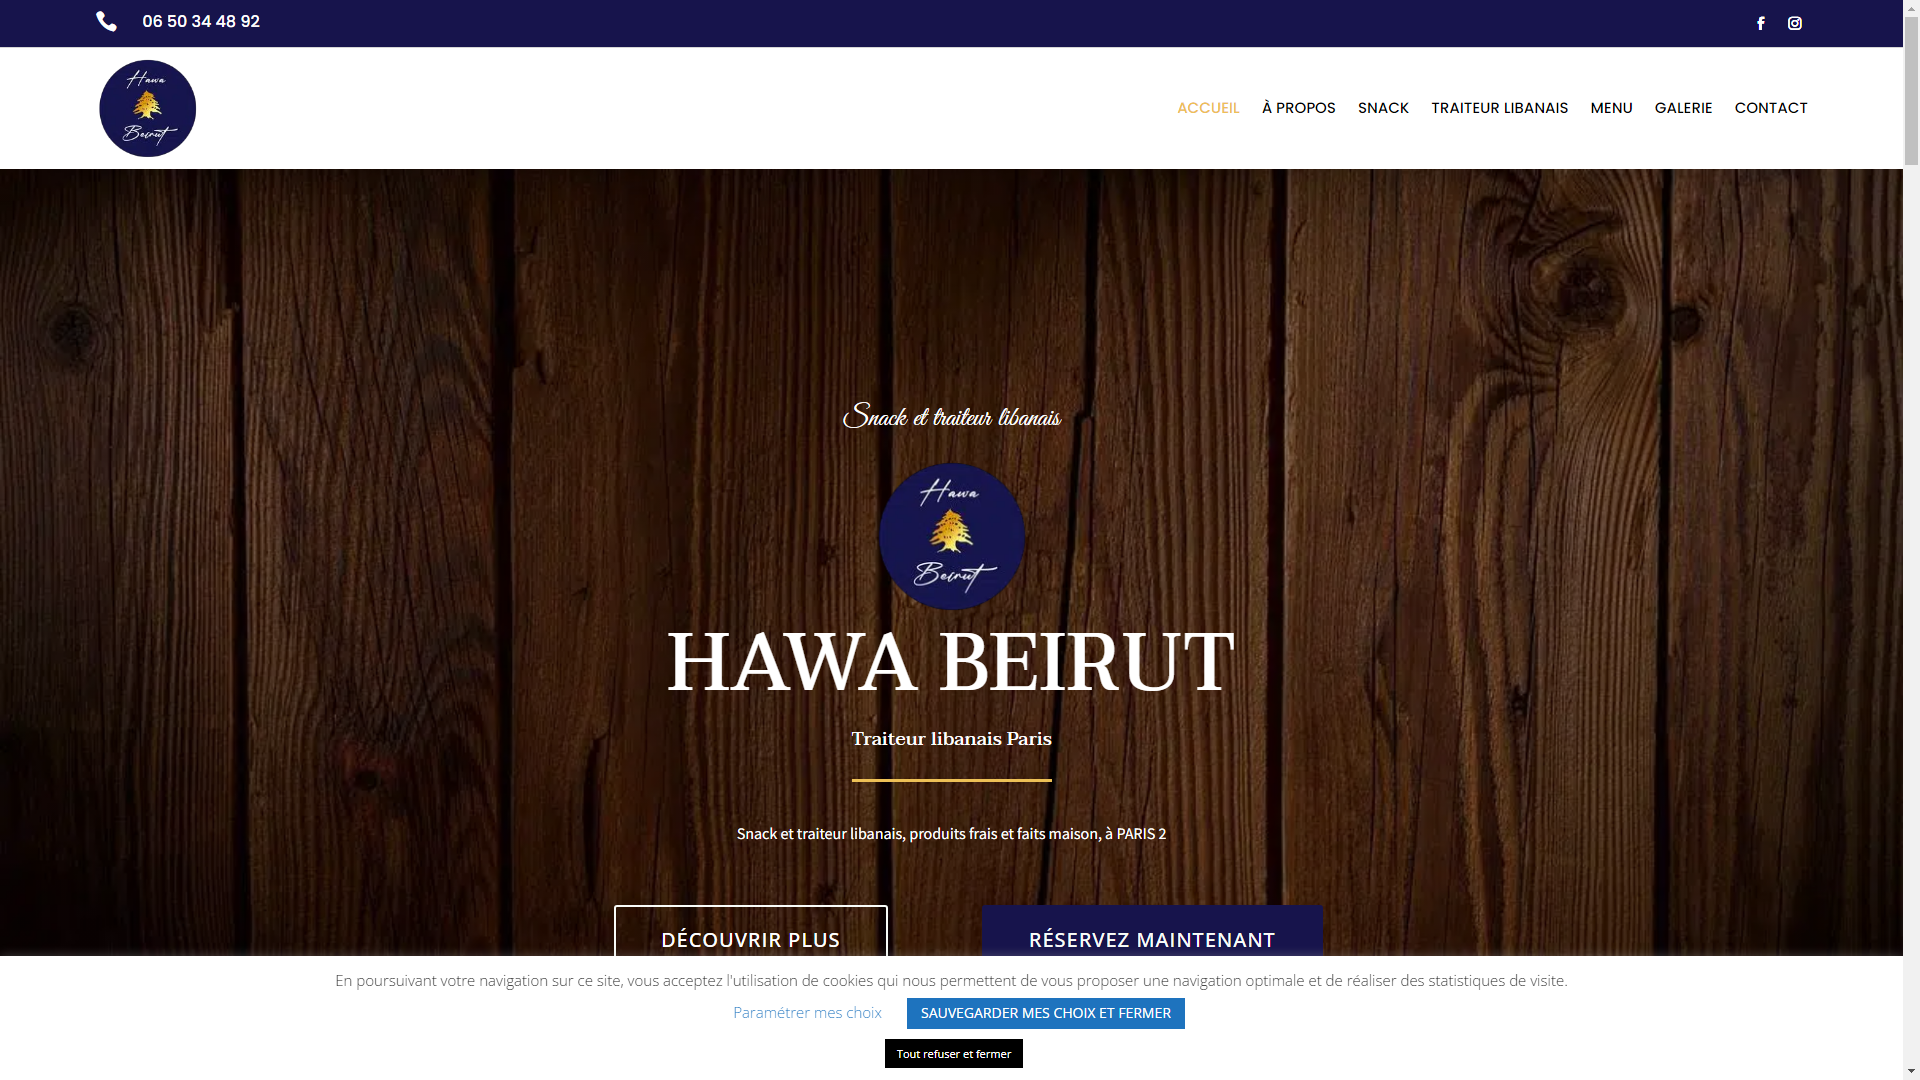 06 50 34 48 92
Hawa
Beirut
ACCUEIL À PROPOS SNACK TRAITEUR LIBANAIS MENU GALERIE CONTACT
Snack et traiteur libanais
Hawa
Beirut
HAWA BEIRUT
Traiteur libanais Paris
Snack et traiteur libanais, produits frais et faits maison, à PARIS 2
DÉCOUVRIR PLUS RÉSERVEZ MAINTENANT
En poursuivant votre navigation sur ce site, vous acceptez l'utilisation de cookies qui nous permettent de vous proposer une navigation optimale et de réaliser des statistiques de visite.
Paramétrer mes choix SAUVEGARDER MES CHOIX ET FERMER
Tout refuser et fermer